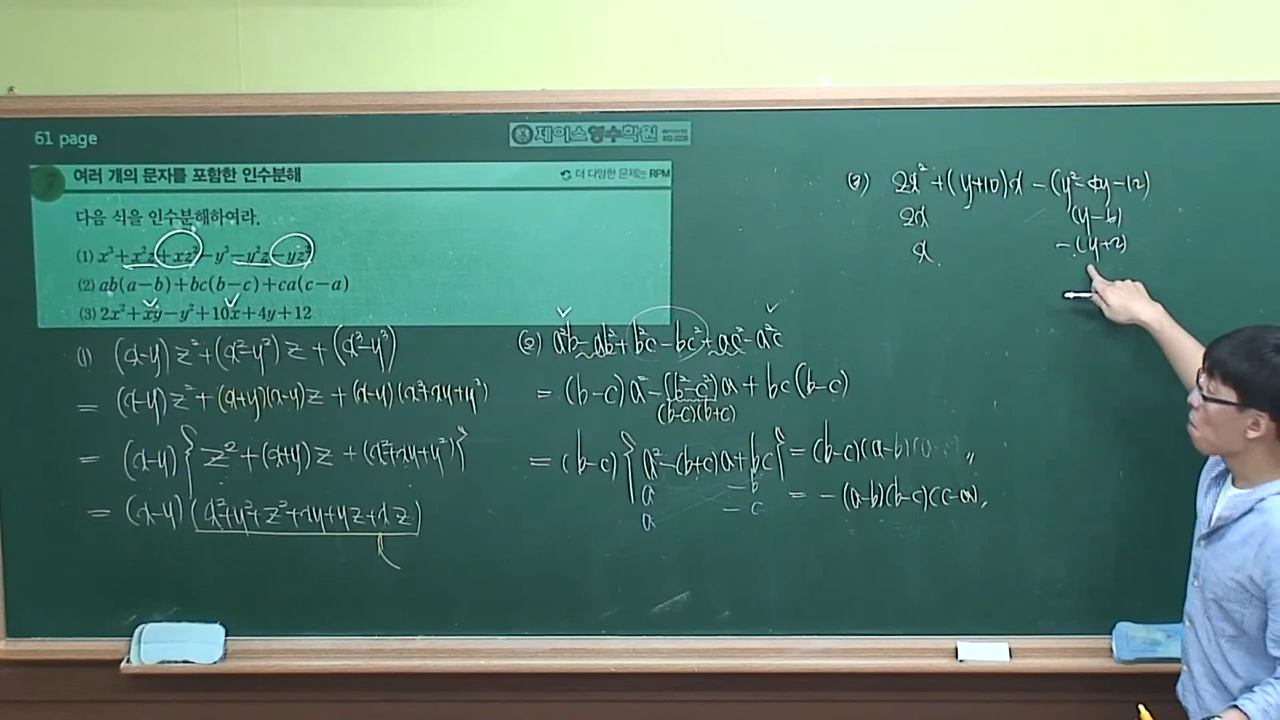 61 page
제이스영수학원
여러 개의 문자를 포함한 인수분해
더 다양한 문제는 RPM
다음 식을 인수분해하여라.
(1) x³+x²z+xz²-y³-y²z-yz²
(2) ab(a-b)+bc(b-c)+ca(c-a)
(3) 2x²+xy-y²+10x+4y+12
(1) (x-y)z²+(x²-y²)z+(x³-y³)
= (x-y)z²+(x+y)(x-y)z+(x-y)(x²+xy+y²)
= (x-y){z²+(x+y)z+(x²+xy+y²)}
= (x-y)(x²+y²+z²+xy+yz+xz)
(2) a²b-ab²+b²c-bc²+ac²-a²c
= (b-c)a²-(b²-c²)a+bc(b-c)
(b-c)(b+c)
= (b-c){a²-(b+c)a+bc}=(b-c)(a-b)(a-c)
a -b
a -c
= -(a-b)(b-c)(c-a)
(3) 2x²+(y+10)x-(y²-4y-12)
2x (y-6)
x -(y+2)